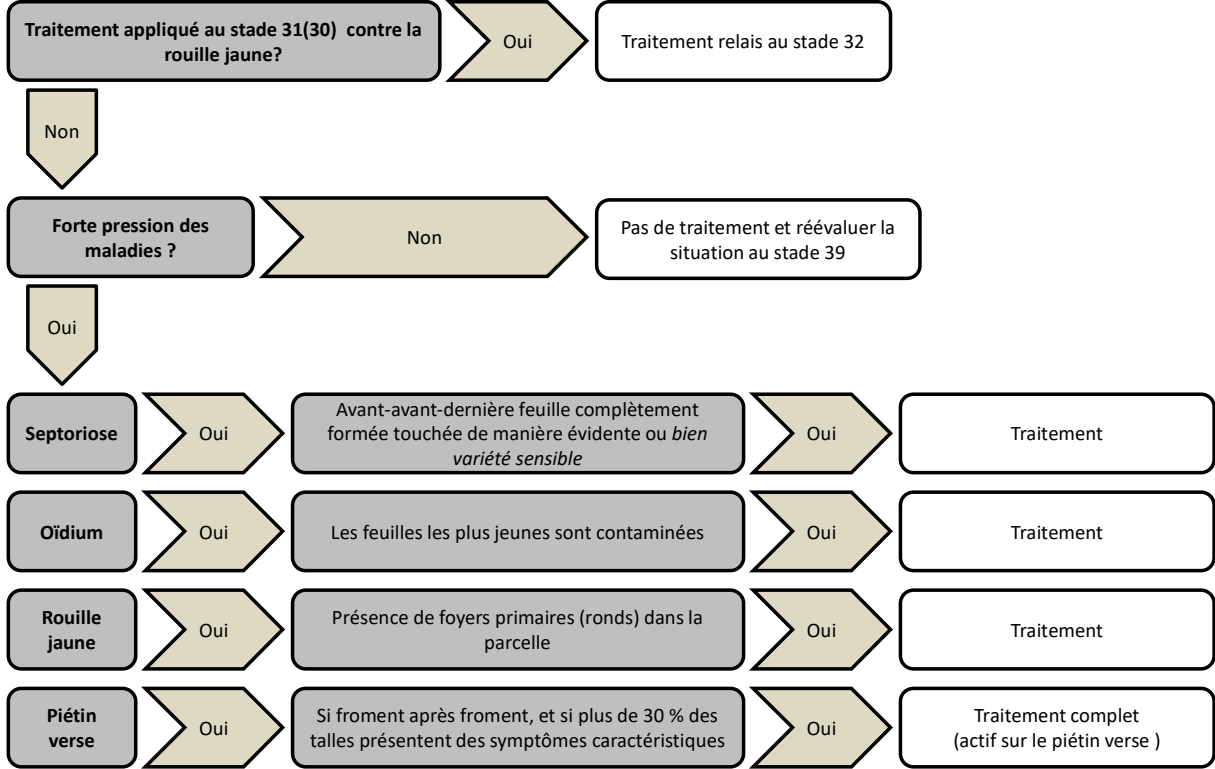 Traitement appliqué au stade 31(30) contre la
rouille jaune?
Oui
Traitement relais au stade 32
Non
Forte pression des
maladies ?
Non
Pas de traitement et réévaluer la
situation au stade 39
Oui
Septoriose
Oui
Avant-avant-dernière feuille complètement
formée touchée de manière évidente ou bien
variété sensible
Oui
Traitement
Oïdium
Oui
Les feuilles les plus jeunes sont contaminées
Oui
Traitement
Rouille
jaune
Oui
Présence de foyers primaires (ronds) dans la
parcelle
Oui
Traitement
Piétin
verse
Oui
Si froment après froment, et si plus de 30 % des
talles présentent des symptômes caractéristiques
Oui
Traitement complet
(actif sur le piétin verse )